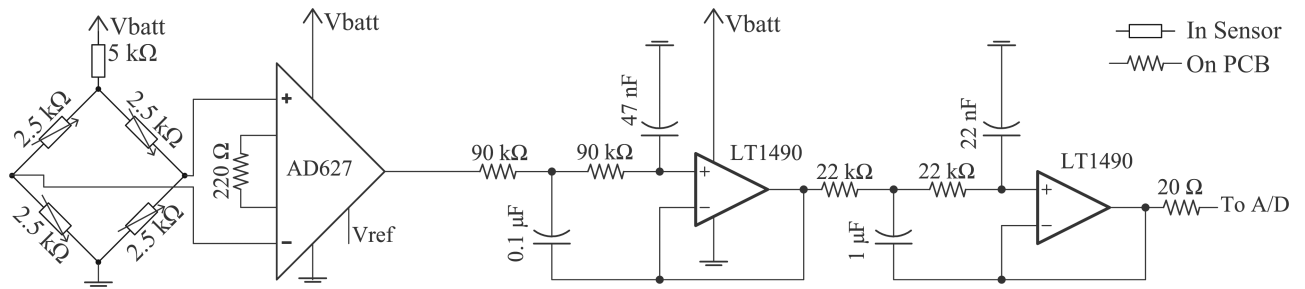 Vbatt
5 kΩ
2.5 kΩ
2.5 kΩ
2.5 kΩ
2.5 kΩ
Vbatt
+
220 Ω
AD627
−
Vref
90 kΩ
90 kΩ
47 nF
0.1 µF
Vbatt
LT1490
+
−
22 kΩ
22 kΩ
22 nF
1 µF
LT1490
+
−
20 Ω
To A/D
In Sensor
On PCB